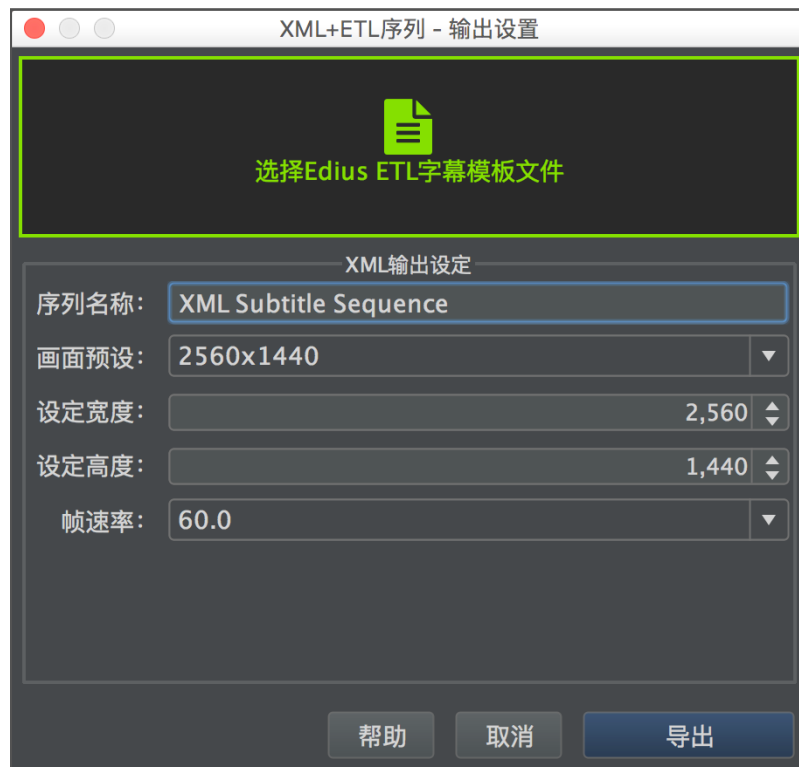 XML+ETL序列 - 输出设置
选择Edius ETL字幕模板文件
XML输出设定
序列名称： XML Subtitle Sequence
画面预设： 2560x1440
设定宽度： 2,560
设定高度： 1,440
帧速率： 60.0
帮助 取消 导出